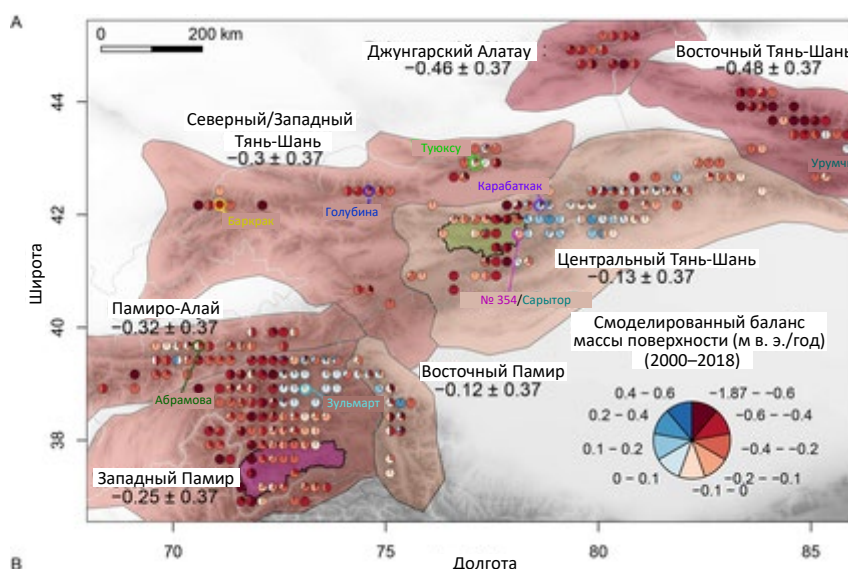 A
0 200 km
Джунгарский Алатау
−0.46 ± 0.37
Восточный Тянь-Шань
−0.48 ± 0.37
Северный/Западный
Тянь-Шань
−0.3 ± 0.37
Туюксу
Карабаткак
Баркрак
Голубина
Центральный Тянь-Шань
−0.13 ± 0.37
№ 354/Сарытор
Памиро-Алай
−0.32 ± 0.37
Абрамова
Восточный Памир
−0.12 ± 0.37
Зульмарт
Западный Памир
−0.25 ± 0.37
Смоделированный баланс
массы поверхности (м в. э./год)
(2000–2018)
0.4 − 0.6
−1.87 − −0.6
0.2 − 0.4
−0.6 − −0.4
0.1 − 0.2
−0.4 − −0.2
0 − 0.1
−0.2 − −0.1
−0.1 − 0
Широта
44
42
40
38
70
75
80
85
Долгота
B